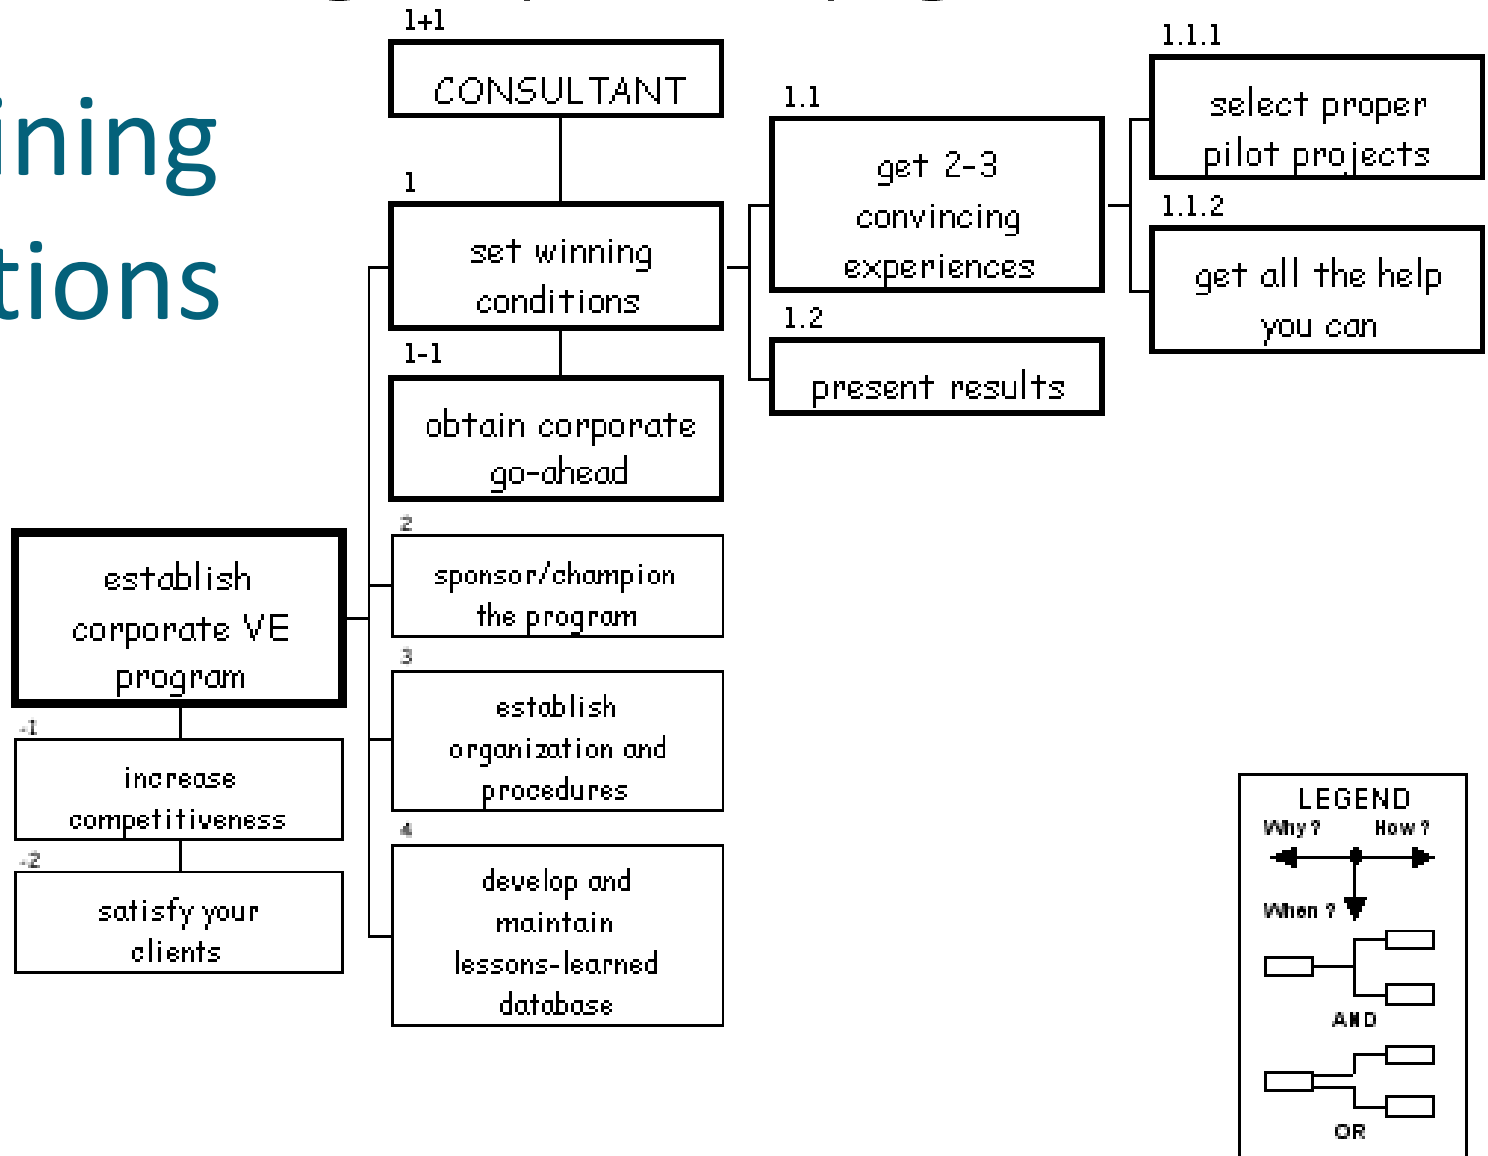 1+1
CONSULTANT
1
set winning
conditions
1-1
obtain corporate
go-ahead
1.1
get 2-3
convincing
experiences
1.2
present results
1.1.1
select proper
pilot projects
1.1.2
get all the help
you can
establish
corporate VE
program
-1
increase
competitiveness
-2
satisfy your
clients
2
sponsor/champion
the program
3
establish
organization and
procedures
4
develop and
maintain
lessons-learned
database
LEGEND
Why ? How ?
When ?
AND
OR